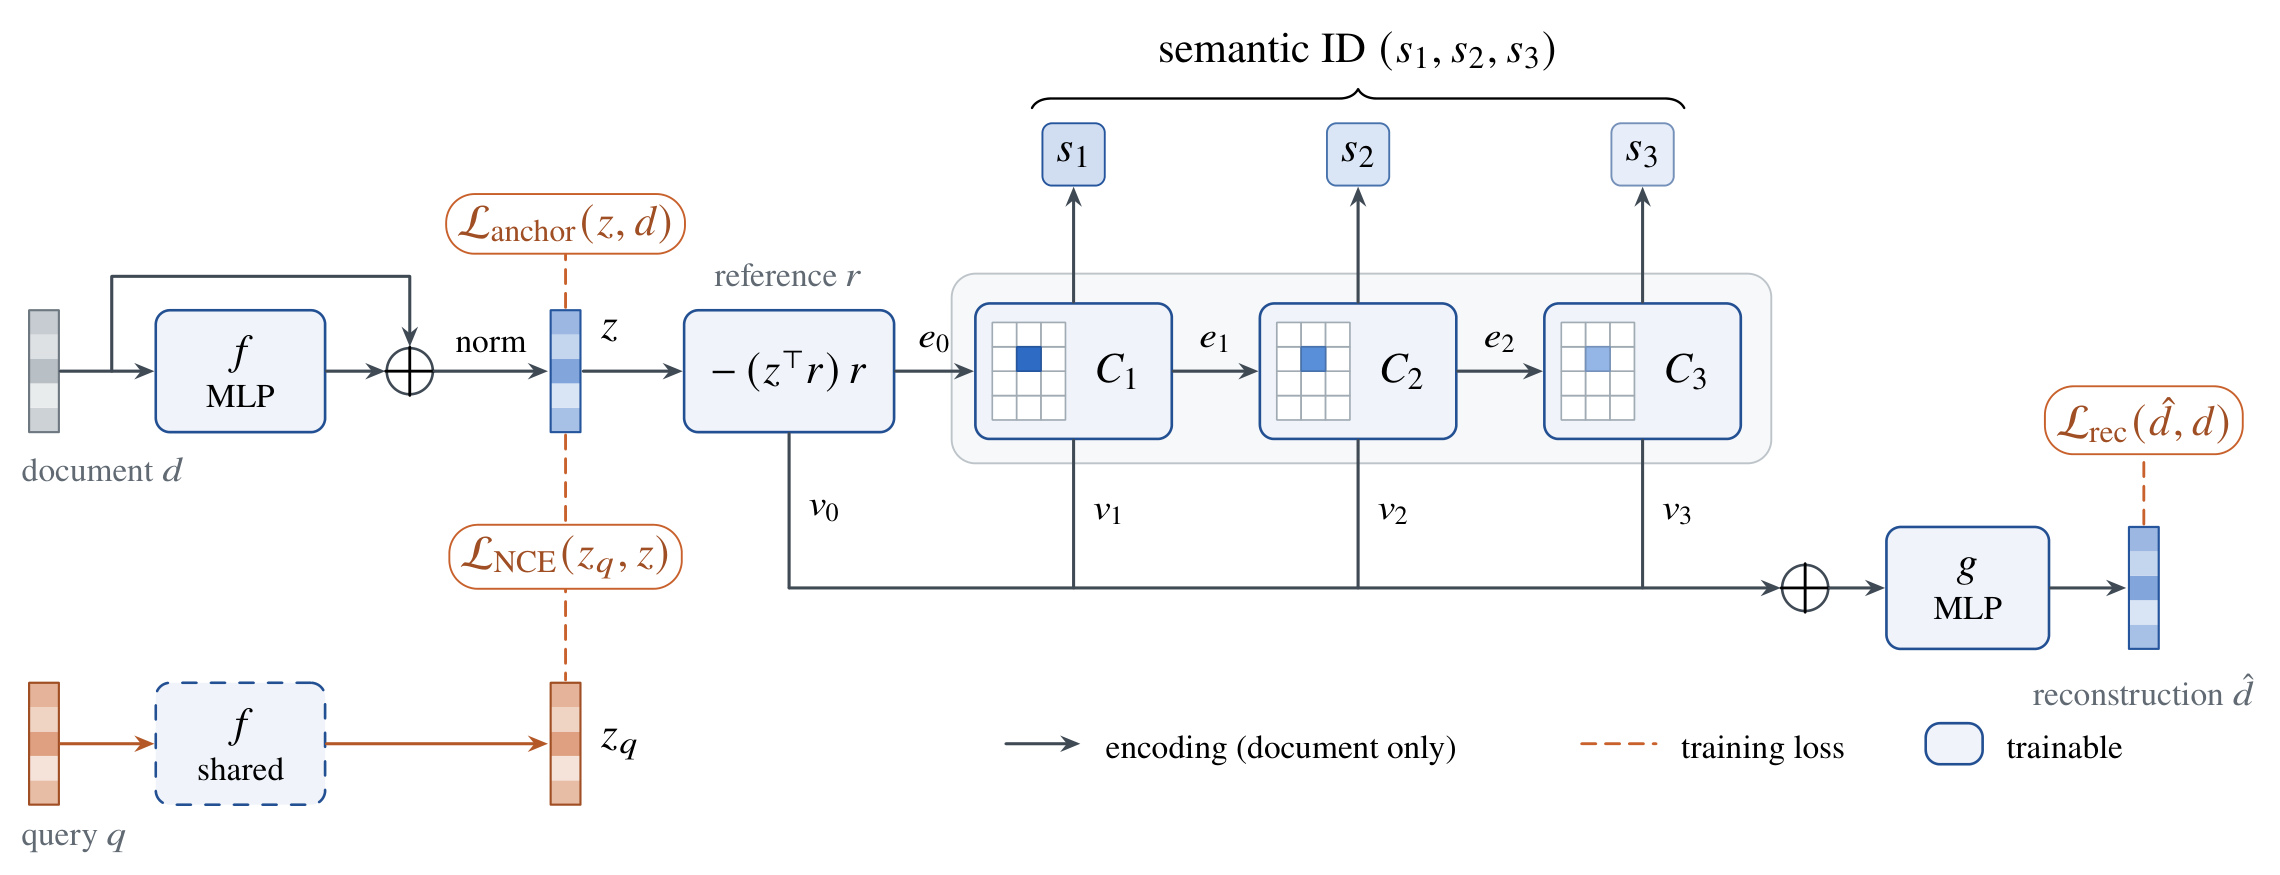 semantic ID (s₁, s₂, s₃)
s₁
s₂
s₃
ℒanchor(z, d)
reference r
f
MLP
norm
z
− (z⊤r) r
e₀
C₁
e₁
C₂
e₂
C₃
document d
v₀
v₁
v₂
v₃
ℒrec(d̂, d)
ℒNCE(zq, z)
g
MLP
reconstruction d̂
f
shared
zq
query q
encoding (document only)
training loss
trainable